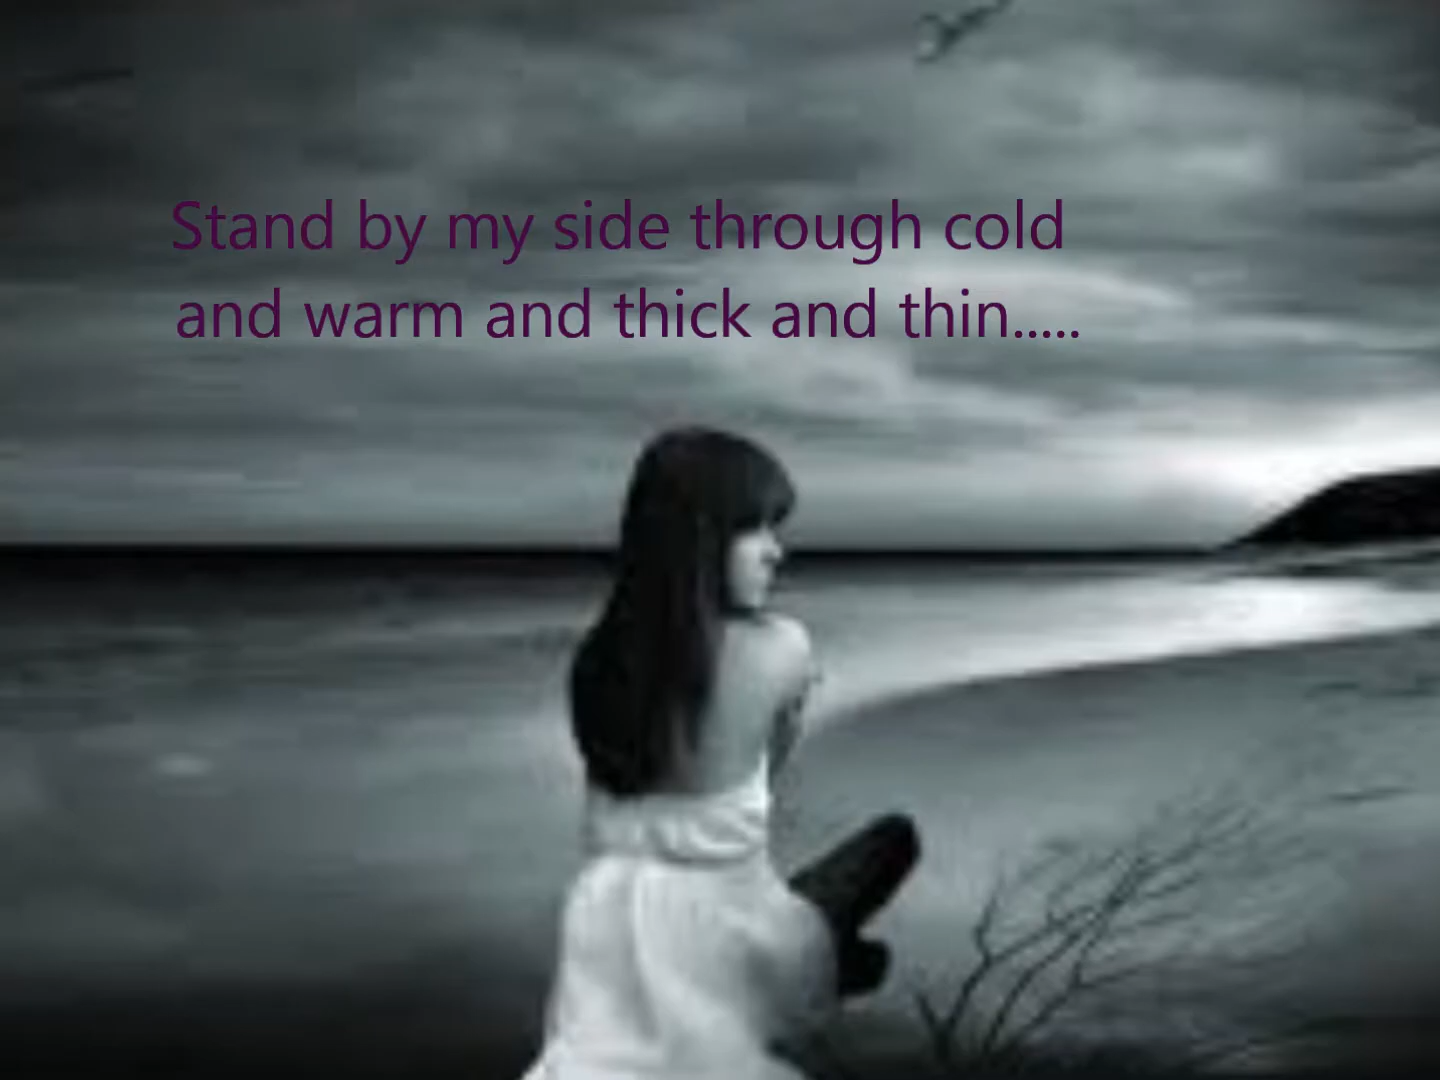 Stand by my side through cold
and warm and thick and thin.....